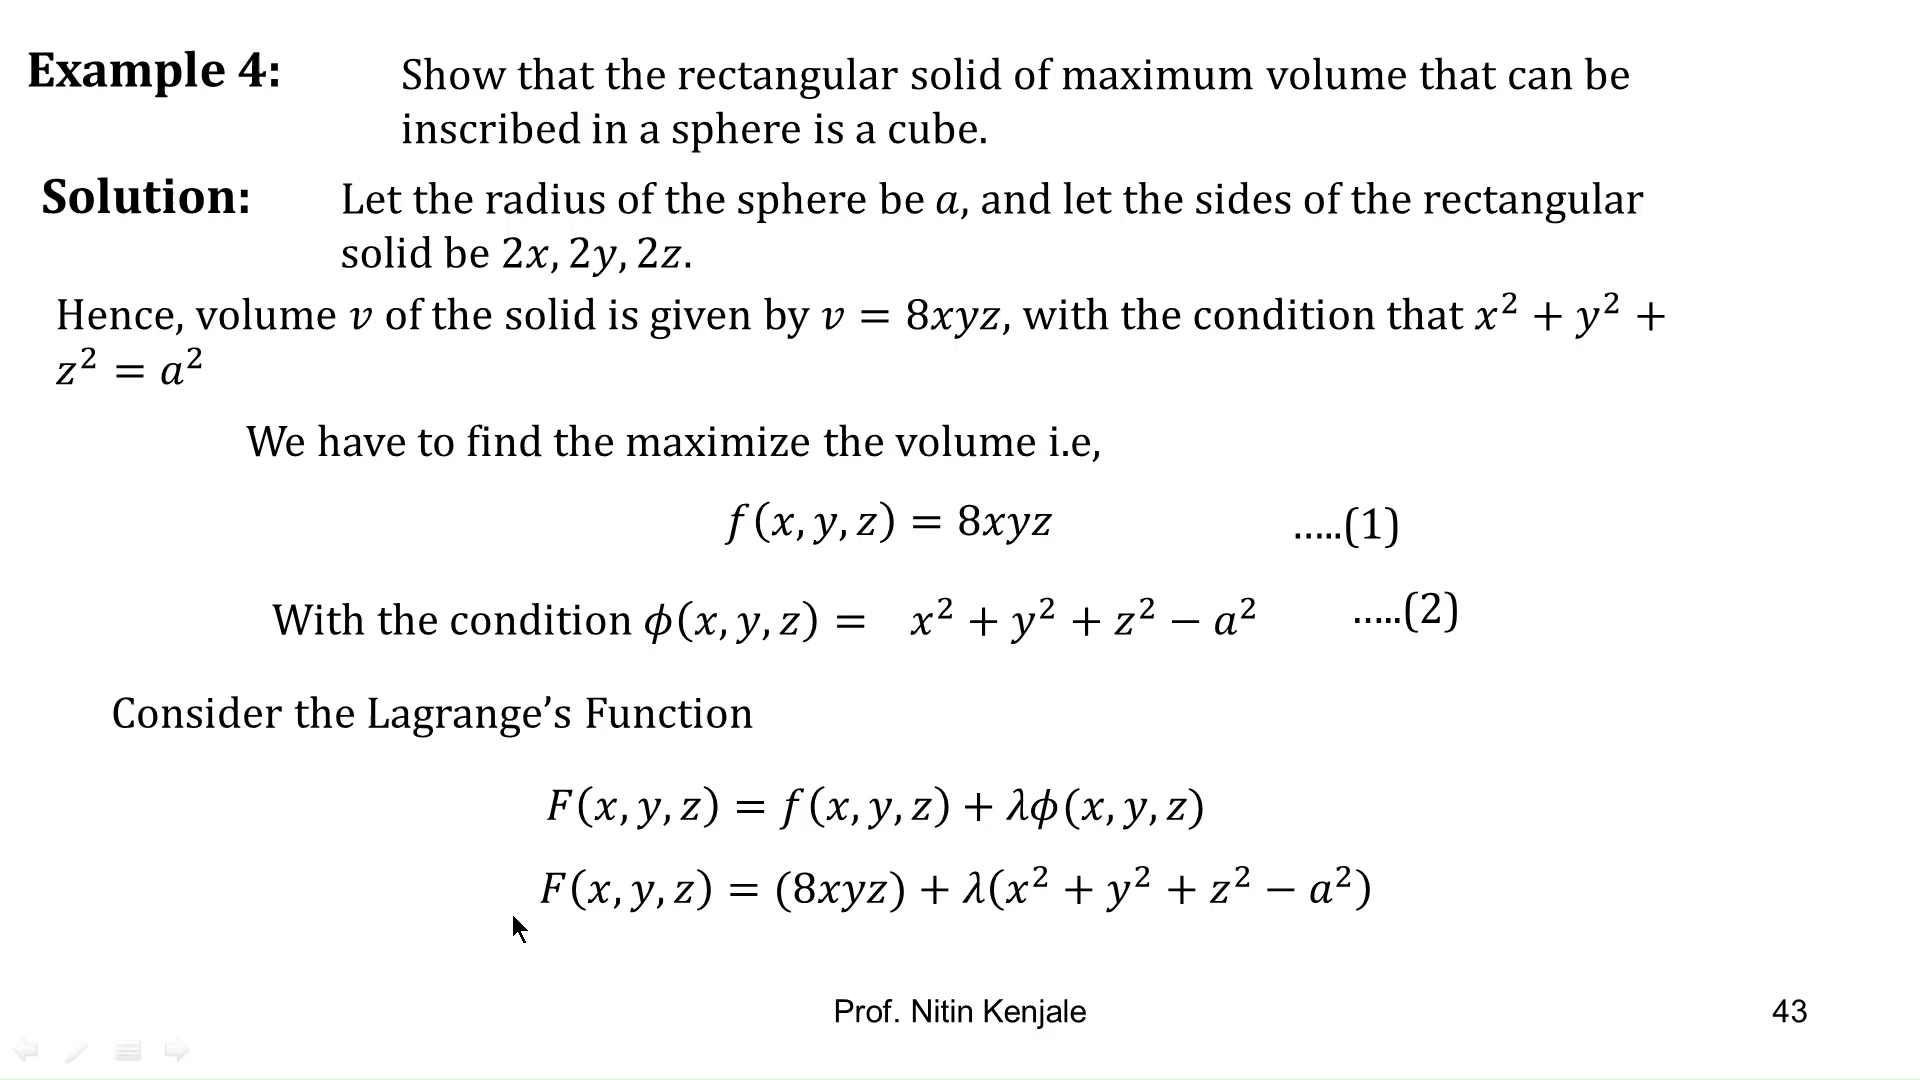 Example 4: Show that the rectangular solid of maximum volume that can be
inscribed in a sphere is a cube.
Solution: Let the radius of the sphere be 𝑎, and let the sides of the rectangular
solid be 2𝑥, 2𝑦, 2𝑧.
Hence, volume 𝑣 of the solid is given by 𝑣 = 8𝑥𝑦𝑧, with the condition that 𝑥² + 𝑦² +
𝑧² = 𝑎²
We have to find the maximize the volume i.e,
𝑓(𝑥, 𝑦, 𝑧) = 8𝑥𝑦𝑧 .....(1)
With the condition 𝜙(𝑥, 𝑦, 𝑧) = 𝑥² + 𝑦² + 𝑧² − 𝑎² .....(2)
Consider the Lagrange’s Function
𝐹(𝑥, 𝑦, 𝑧) = 𝑓(𝑥, 𝑦, 𝑧) + 𝜆𝜙(𝑥, 𝑦, 𝑧)
𝐹(𝑥, 𝑦, 𝑧) = (8𝑥𝑦𝑧) + 𝜆(𝑥² + 𝑦² + 𝑧² − 𝑎²)
Prof. Nitin Kenjale 43